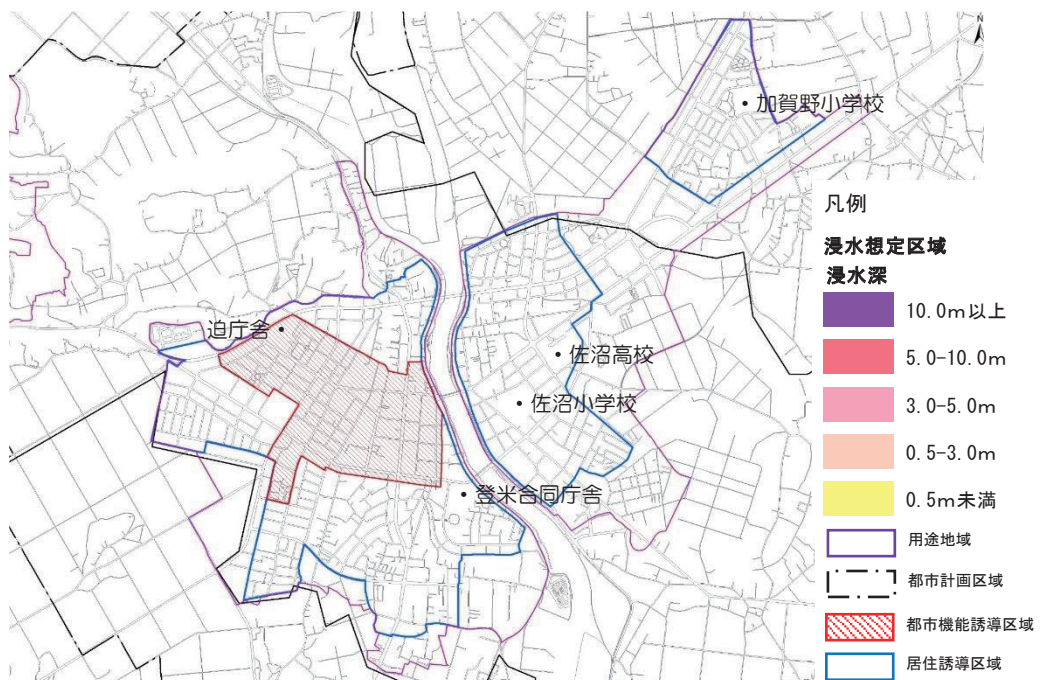 N
・加賀野小学校
迫庁舎・
・佐沼高校
・佐沼小学校
・登米合同庁舎
凡例
浸水想定区域
浸水深
10.0m以上
5.0-10.0m
3.0-5.0m
0.5-3.0m
0.5m未満
用途地域
都市計画区域
都市機能誘導区域
居住誘導区域